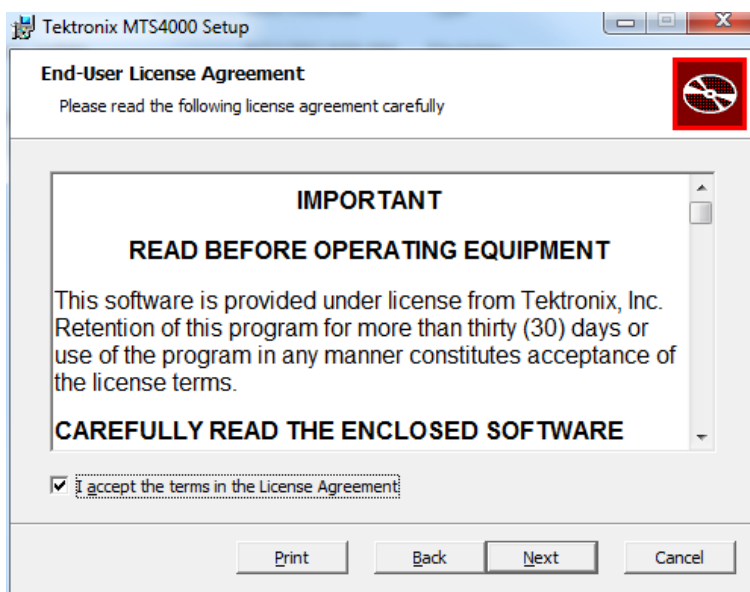 Tektronix MTS4000 Setup
End-User License Agreement
Please read the following license agreement carefully
IMPORTANT
READ BEFORE OPERATING EQUIPMENT
This software is provided under license from Tektronix, Inc.
Retention of this program for more than thirty (30) days or
use of the program in any manner constitutes acceptance of
the license terms.
CAREFULLY READ THE ENCLOSED SOFTWARE
I accept the terms in the License Agreement
Print Back Next Cancel